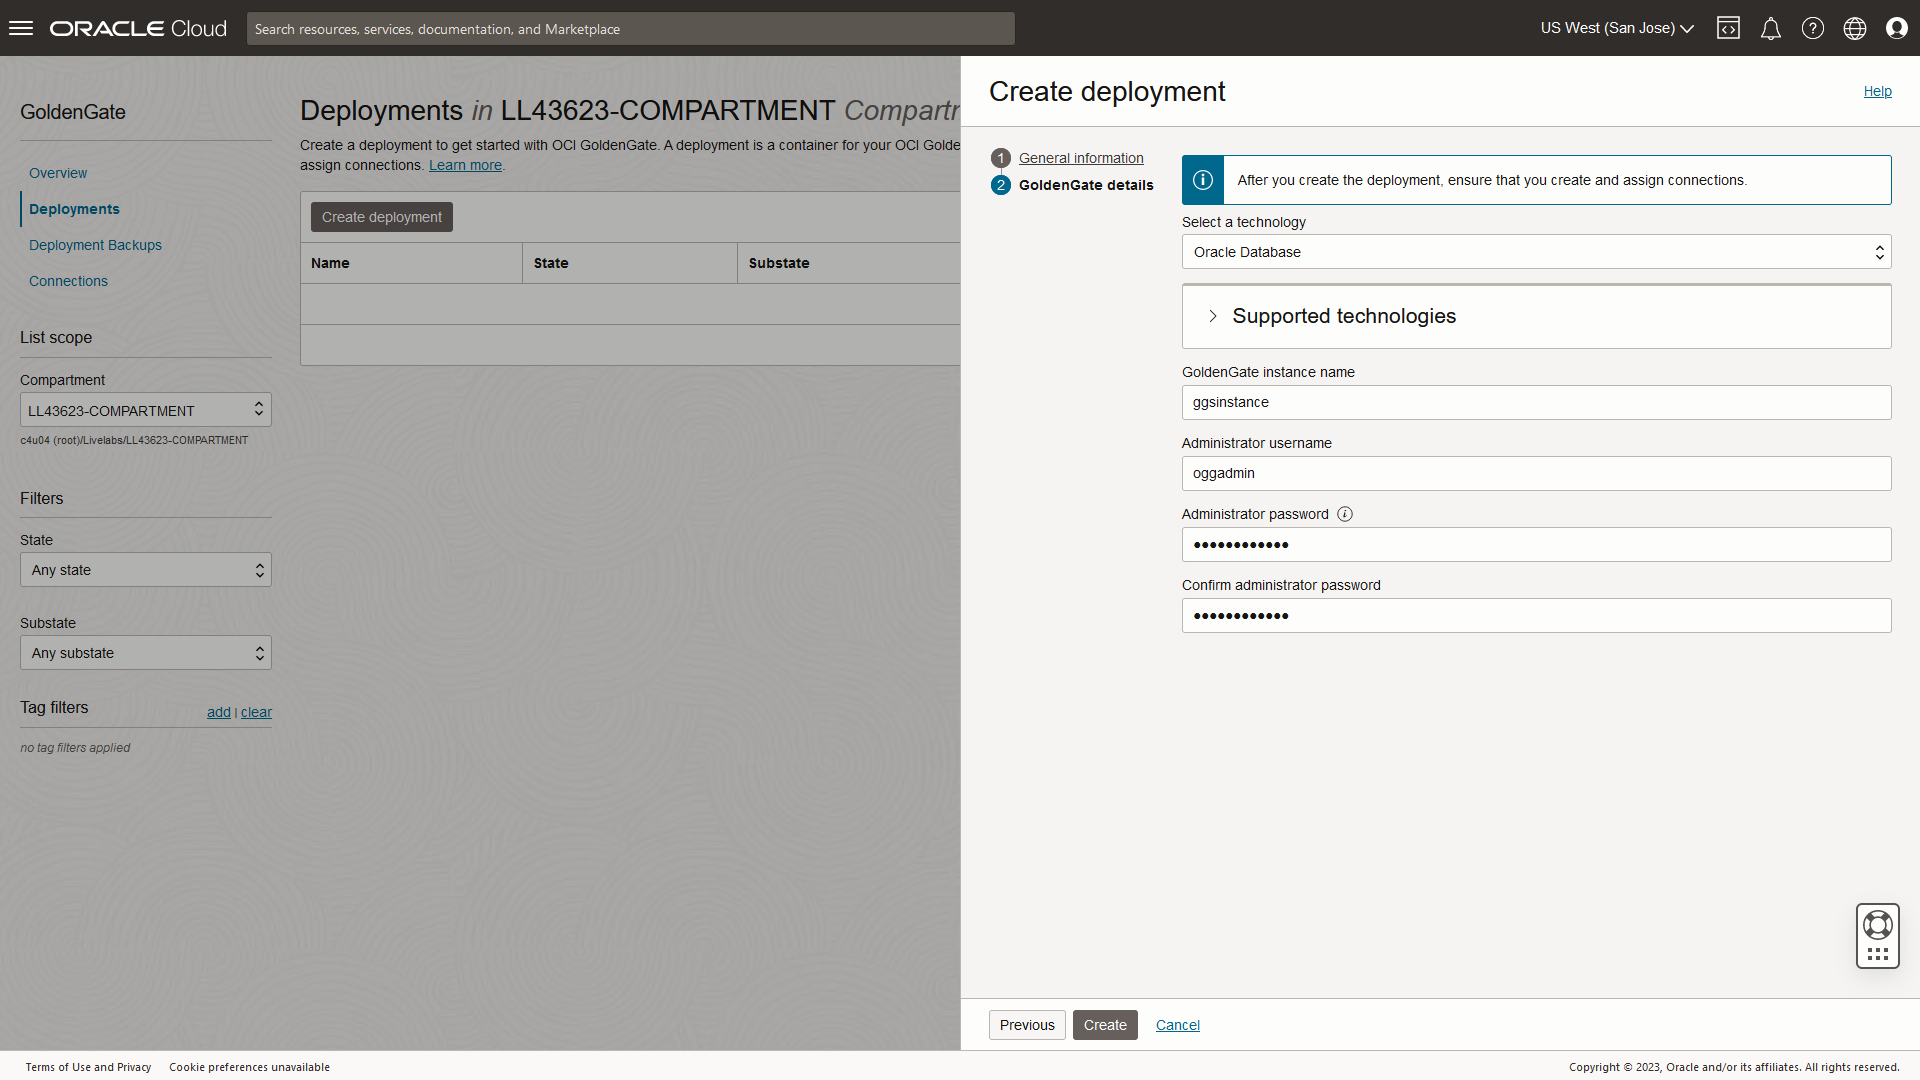 ORACLE Cloud
Search resources, services, documentation, and Marketplace
US West (San Jose)
GoldenGate
Overview
Deployments
Deployment Backups
Connections
List scope
Compartment
LL43623-COMPARTMENT
c4u04 (root)/Livelabs/LL43623-COMPARTMENT
Filters
State
Any state
Substate
Any substate
Tag filters
add | clear
no tag filters applied
Deployments in LL43623-COMPARTMENT Compartr
Create a deployment to get started with OCI GoldenGate. A deployment is a container for your OCI Golde
assign connections. Learn more.
Create deployment
Name State Substate
Create deployment
Help
1 General information
2 GoldenGate details
After you create the deployment, ensure that you create and assign connections.
Select a technology
Oracle Database
Supported technologies
GoldenGate instance name
ggsinstance
Administrator username
oggadmin
Administrator password
••••••••••••
Confirm administrator password
••••••••••••
Previous Create Cancel
Terms of Use and Privacy Cookie preferences unavailable
Copyright © 2023, Oracle and/or its affiliates. All rights reserved.